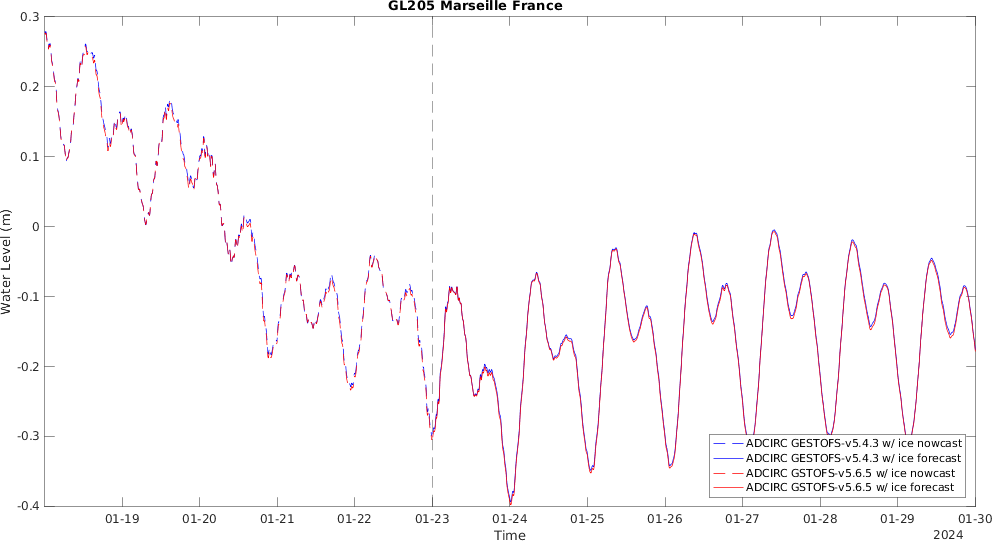 GL205 Marseille France
0.3
0.2
0.1
0
-0.1
-0.2
-0.3
-0.4
Water Level (m)
ADCIRC GESTOFS-v5.4.3 w/ ice nowcast
ADCIRC GESTOFS-v5.4.3 w/ ice forecast
ADCIRC GSTOFS-v5.6.5 w/ ice nowcast
ADCIRC GSTOFS-v5.6.5 w/ ice forecast
01-19 01-20 01-21 01-22 01-23 01-24 01-25 01-26 01-27 01-28 01-29 01-30
Time
2024